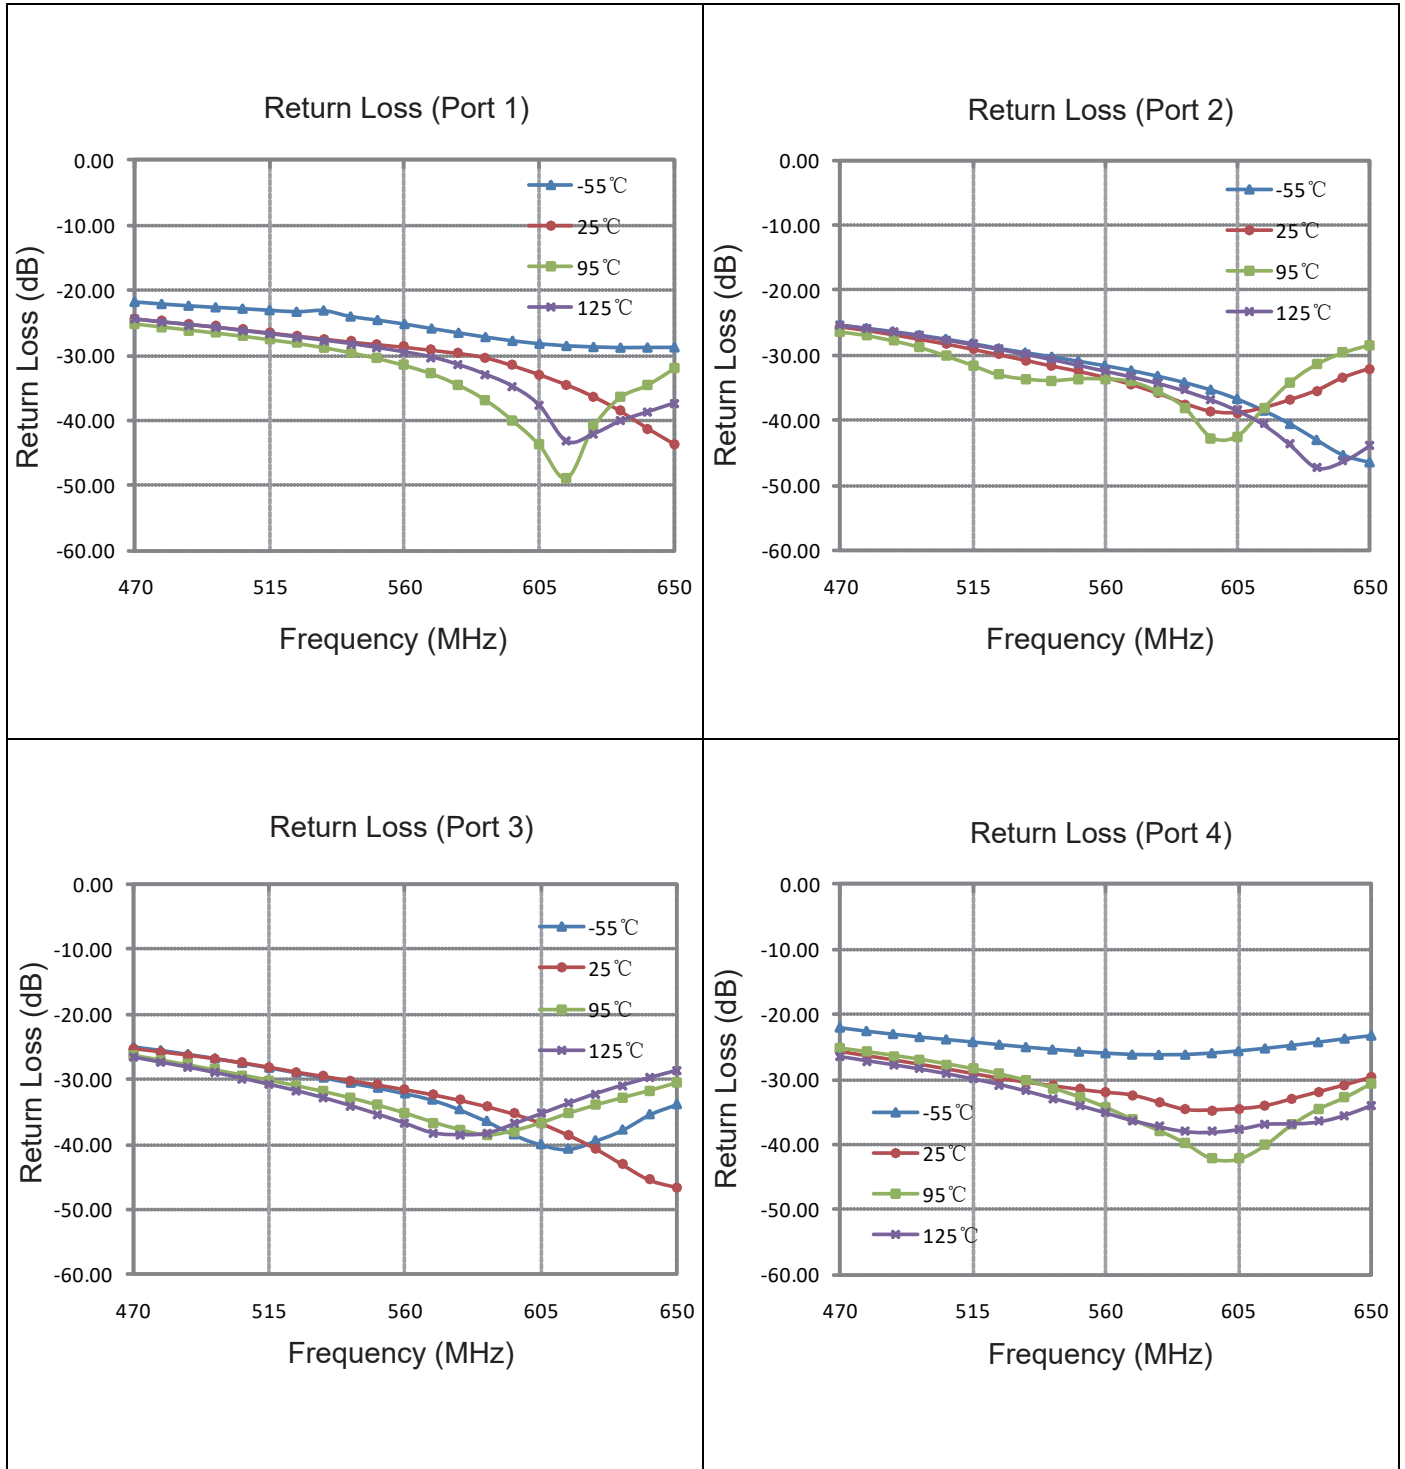 Return Loss (Port 1)
Return Loss (dB)
0.00
-10.00
-20.00
-30.00
-40.00
-50.00
-60.00
-55℃
25℃
95℃
125℃
470 515 560 605 650
Frequency (MHz)
Return Loss (Port 2)
Return Loss (dB)
0.00
-10.00
-20.00
-30.00
-40.00
-50.00
-60.00
-55℃
25℃
95℃
125℃
470 515 560 605 650
Frequency (MHz)
Return Loss (Port 3)
Return Loss (dB)
0.00
-10.00
-20.00
-30.00
-40.00
-50.00
-60.00
-55℃
25℃
95℃
125℃
470 515 560 605 650
Frequency (MHz)
Return Loss (Port 4)
Return Loss (dB)
0.00
-10.00
-20.00
-30.00
-40.00
-50.00
-60.00
-55℃
25℃
95℃
125℃
470 515 560 605 650
Frequency (MHz)